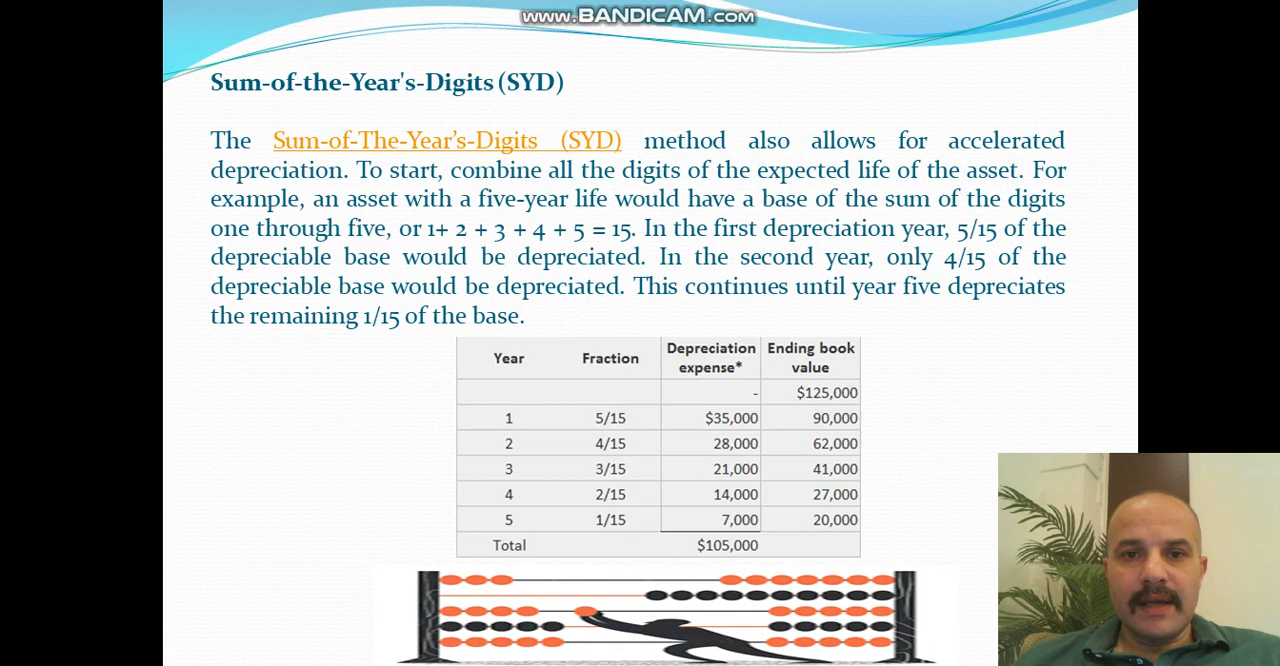 www.BANDICAM.com
Sum-of-the-Year's-Digits (SYD)
The Sum-of-The-Year’s-Digits (SYD) method also allows for accelerated
depreciation. To start, combine all the digits of the expected life of the asset. For
example, an asset with a five-year life would have a base of the sum of the digits
one through five, or 1+ 2 + 3 + 4 + 5 = 15. In the first depreciation year, 5/15 of the
depreciable base would be depreciated. In the second year, only 4/15 of the
depreciable base would be depreciated. This continues until year five depreciates
the remaining 1/15 of the base.
Year Fraction Depreciation expense* Ending book value
- $125,000
1 5/15 $35,000 90,000
2 4/15 28,000 62,000
3 3/15 21,000 41,000
4 2/15 14,000 27,000
5 1/15 7,000 20,000
Total $105,000